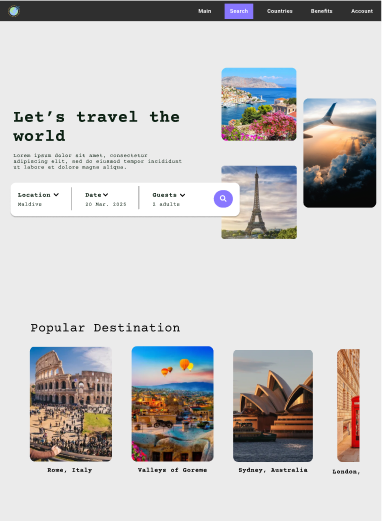 Main Search Countries Benefits Account
Let's travel the
world
Lorem ipsum dolor sit amet, consectetur
adipiscing elit, sed do eiusmod tempor incididunt
ut labore et dolore magna aliqua.
Location Date Guests
Maldivs 20 Mar. 2025 2 adults
Popular Destination
Rome, Italy Valleys of Goreme Sydney, Australia London,